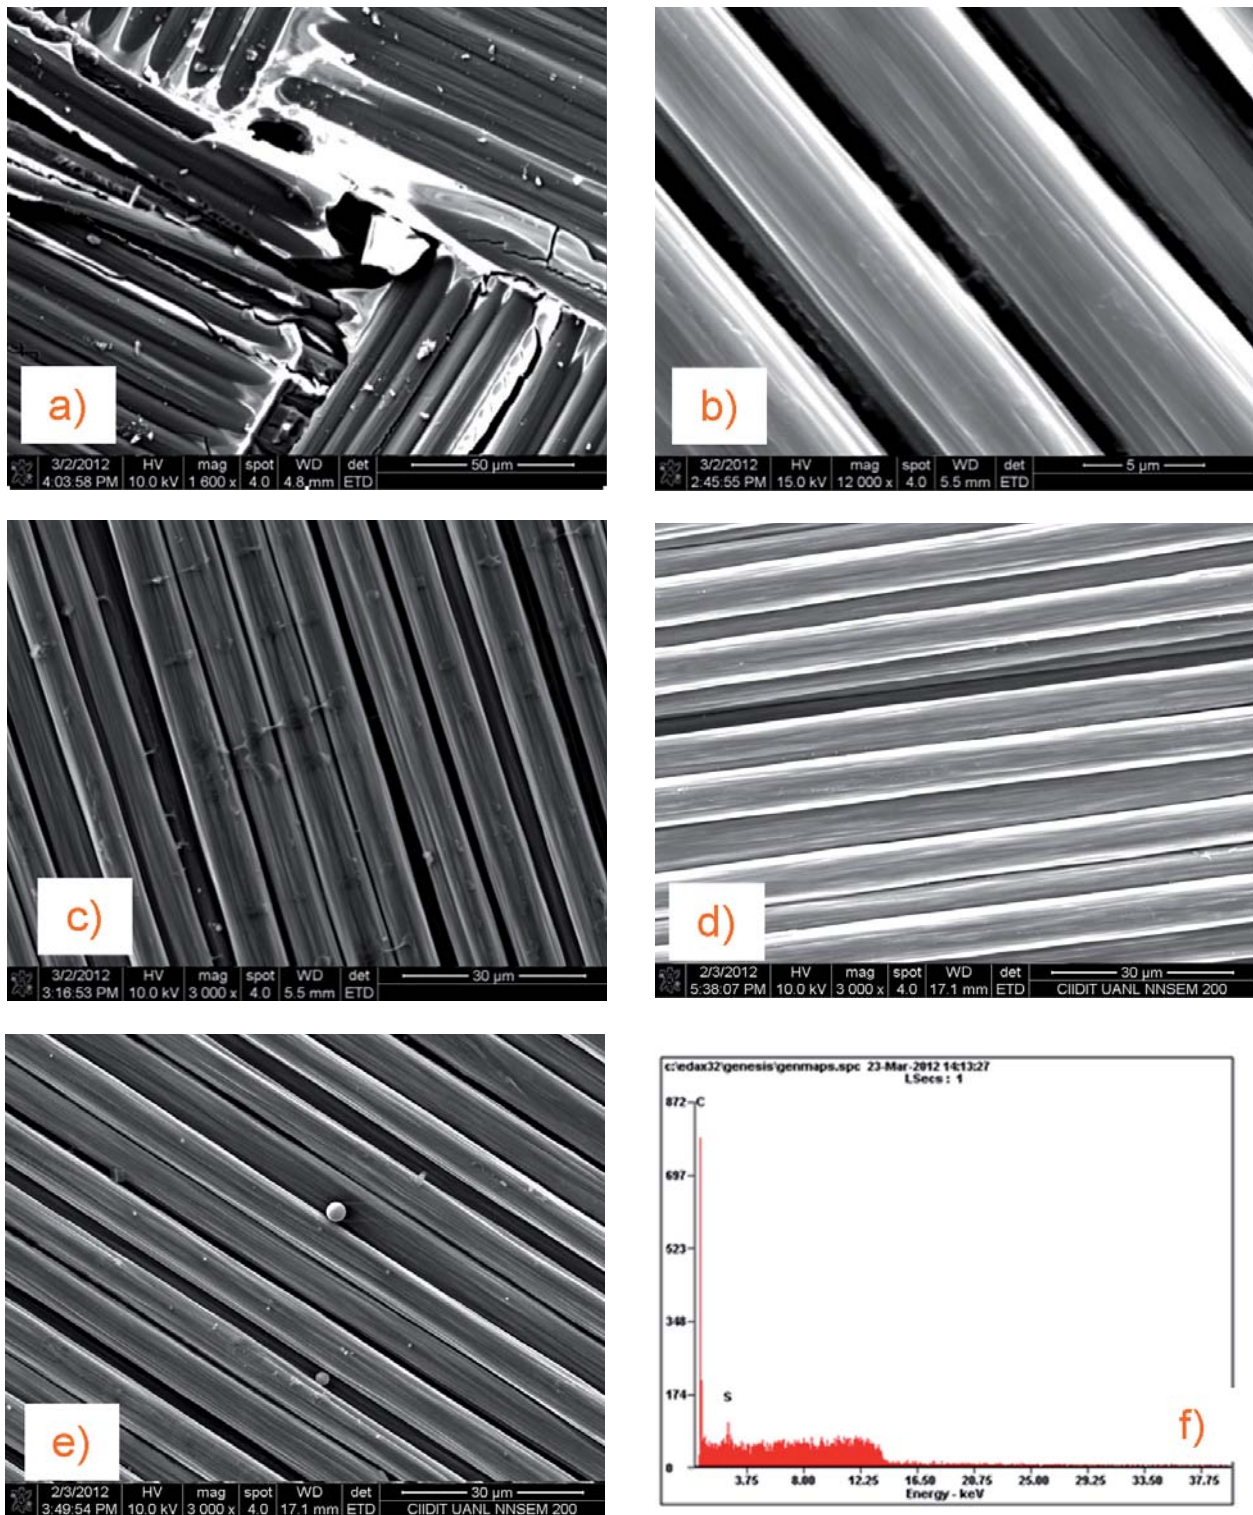 a)
3/2/2012 HV mag spot WD det 50 µm
4:03:58 PM 10.0 kV 1 600 x 4.0 4.8 mm ETD
b)
3/2/2012 HV mag spot WD det 5 µm
2:45:55 PM 15.0 kV 12 000 x 4.0 5.5 mm ETD
c)
3/2/2012 HV mag spot WD det 30 µm
3:16:53 PM 10.0 kV 3 000 x 4.0 5.5 mm ETD
d)
2/3/2012 HV mag spot WD det 30 µm
5:38:07 PM 10.0 kV 3 000 x 4.0 17.1 mm ETD CIIDIT UANL NNSEM 200
e)
2/3/2012 HV mag spot WD det 30 µm
3:49:54 PM 10.0 kV 3 000 x 4.0 17.1 mm ETD CIIDIT UANL NNSEM 200
c:\edax32\genesis\genmaps.spc 23-Mar-2012 14:13:27
LSecs : 1
872 C
697
523
348
174 S
f)
0
3.75 8.00 12.25 16.50 20.75 25.00 29.25 33.50 37.75
Energy - keV